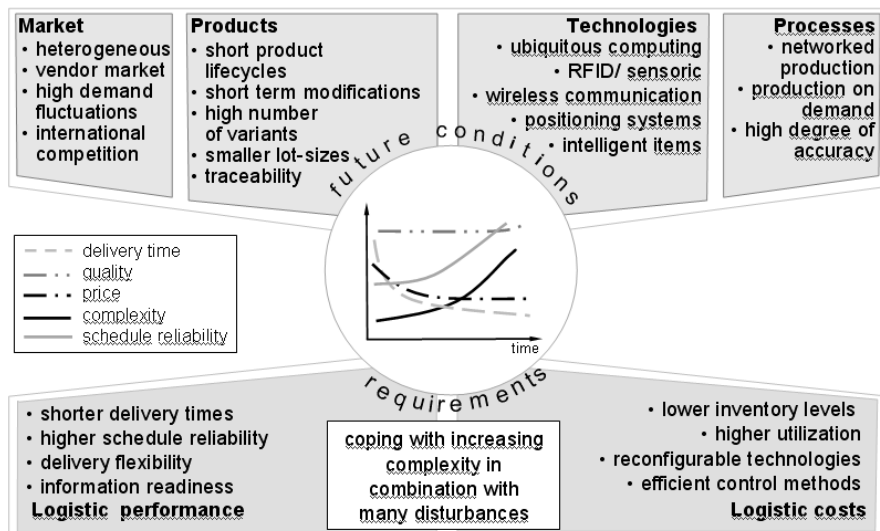 Market
• heterogeneous
• vendor market
• high demand
fluctuations
• international
competition
Products
• short product
lifecycles
• short term modifications
• high number
of variants
• smaller lot-sizes
• traceability
Technologies
• ubiquitous computing
• RFID/ sensoric
• wireless communication
• positioning systems
• intelligent items
Processes
• networked
production
• production on
demand
• high degree of
accuracy
future conditions
delivery time
quality
price
complexity
schedule reliability
time
requirements
• shorter delivery times
• higher schedule reliability
• delivery flexibility
• information readiness
Logistic performance
coping with increasing
complexity in
combination with
many disturbances
• lower inventory levels
• higher utilization
• reconfigurable technologies
• efficient control methods
Logistic costs